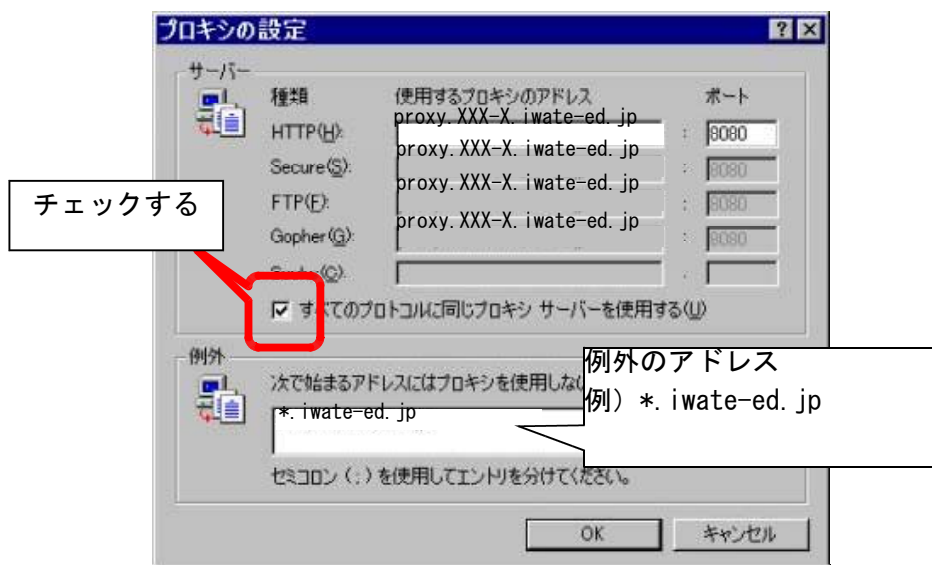 プロキシの設定
サーバー
種類 使用するプロキシのアドレス ポート
HTTP(H): proxy.XXX-X.iwate-ed.jp : 8080
Secure(S): proxy.XXX-X.iwate-ed.jp : 8080
FTP(F): proxy.XXX-X.iwate-ed.jp : 8080
Gopher(G): proxy.XXX-X.iwate-ed.jp : 8080
チェックする
すべてのプロトコルに同じプロキシ サーバーを使用する(U)
例外
次で始まるアドレスにはプロキシを使用しない
*.iwate-ed.jp
例外のアドレス
例）*.iwate-ed.jp
セミコロン (;) を使用してエントリを分けてください。
OK キャンセル